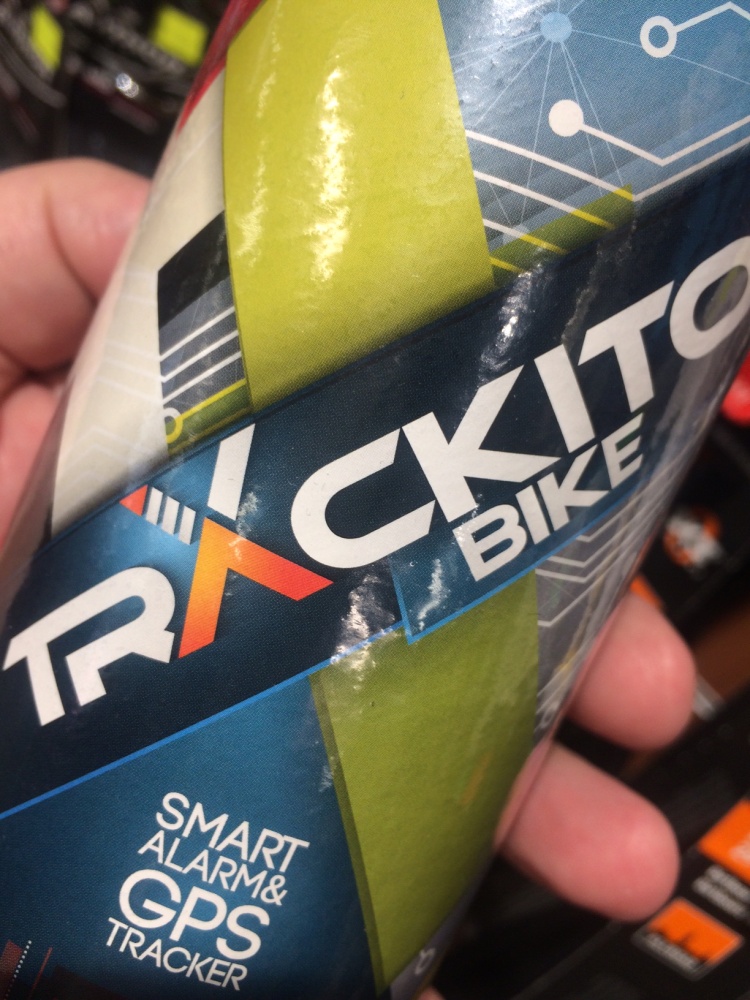 TRACKITO
BIKE
SMART
ALARM&
GPS
TRACKER